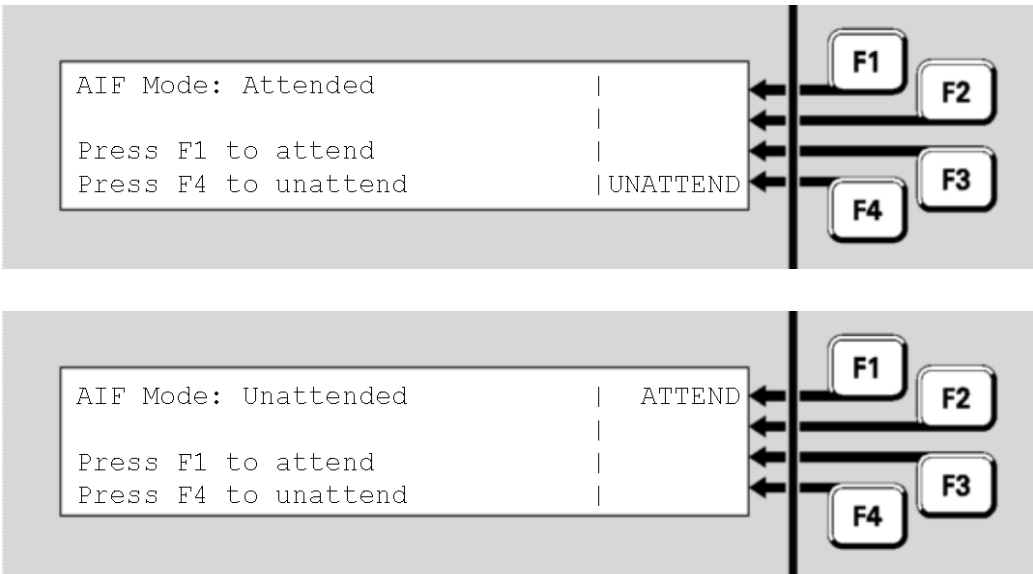 AIF Mode: Attended | F1
| F2
Press F1 to attend |
Press F4 to unattend |UNATTEND F3
F4
AIF Mode: Unattended | ATTEND F1
| F2
Press F1 to attend |
Press F4 to unattend | F3
F4